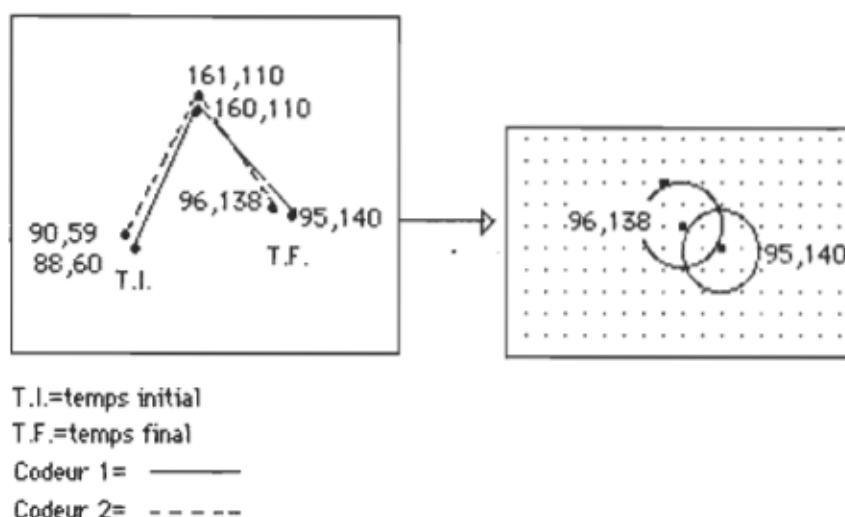 161,110
160,110
96,138
95,140
90,59
88,60
T.I.
T.F.
96,138
95,140
T.I.=temps initial
T.F.=temps final
Codeur 1=
Codeur 2=